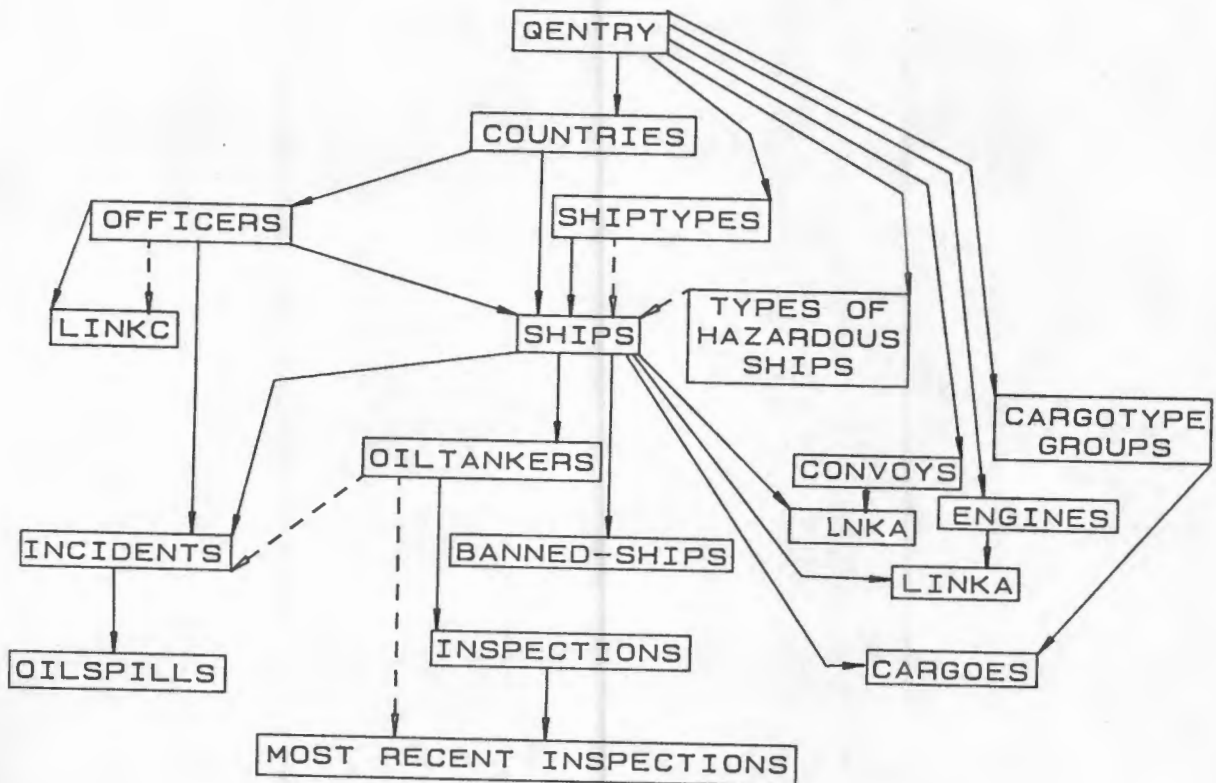 QENTRY
COUNTRIES
OFFICERS
SHIPTYPES
LINKC
SHIPS
TYPES OF
HAZARDOUS
SHIPS
CARGOTYPE
GROUPS
OILTANKERS
CONVOYS
LNKA
ENGINES
INCIDENTS
BANNED-SHIPS
LINKA
INSPECTIONS
OILSPILLS
CARGOES
MOST RECENT INSPECTIONS